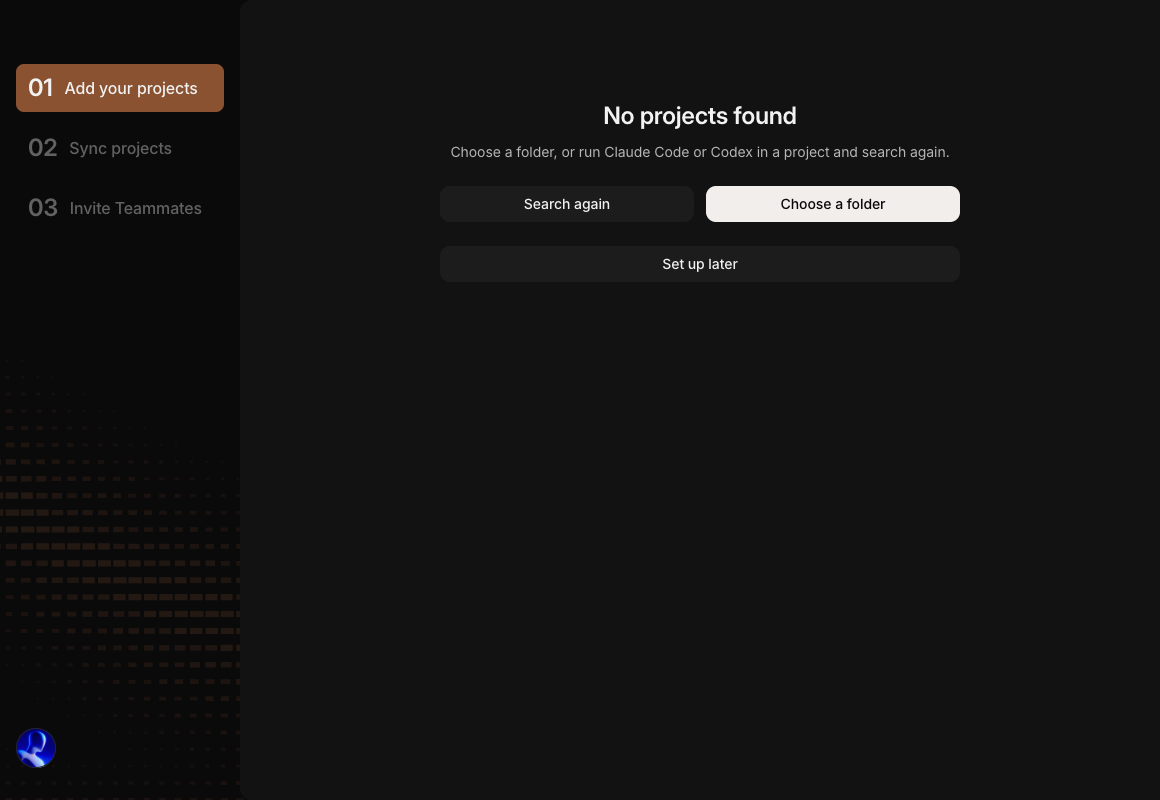 01 Add your projects
02 Sync projects
03 Invite Teammates
No projects found
Choose a folder, or run Claude Code or Codex in a project and search again.
Search again
Choose a folder
Set up later